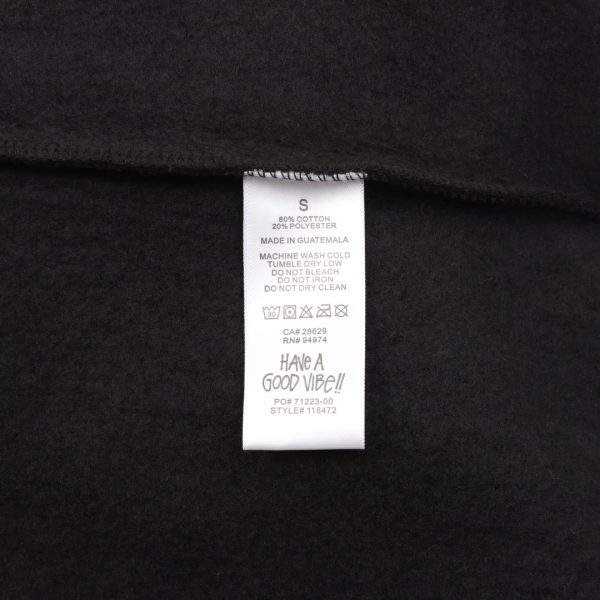 S
80% COTTON
20% POLYESTER
MADE IN GUATEMALA
MACHINE WASH COLD
TUMBLE DRY LOW
DO NOT BLEACH
DO NOT IRON
DO NOT DRY CLEAN
30
CA# 28629
RN# 94974
HAVE A
GOOD VIBE!!
PO# 71223-00
STYLE# 118472